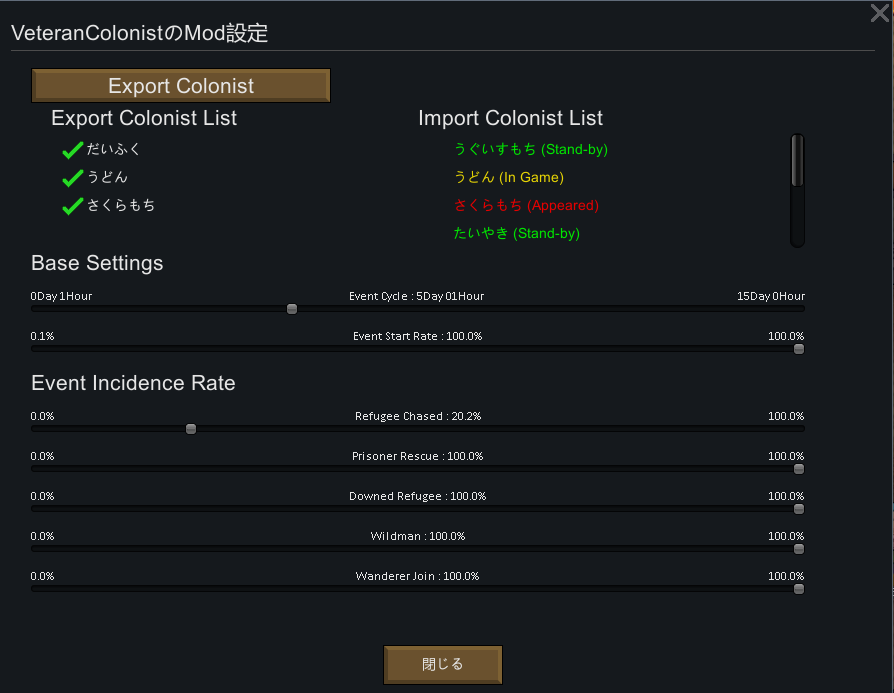 VeteranColonistのMod設定
Export Colonist
Export Colonist List
だいふく
うどん
さくらもち
Import Colonist List
うぐいすもち (Stand-by)
うどん (In Game)
さくらもち (Appeared)
たいやき (Stand-by)
Base Settings
0Day 1Hour Event Cycle : 5Day 01Hour 15Day 0Hour
0.1% Event Start Rate : 100.0% 100.0%
Event Incidence Rate
0.0% Refugee Chased : 20.2% 100.0%
0.0% Prisoner Rescue : 100.0% 100.0%
0.0% Downed Refugee : 100.0% 100.0%
0.0% Wildman : 100.0% 100.0%
0.0% Wanderer Join : 100.0% 100.0%
閉じる